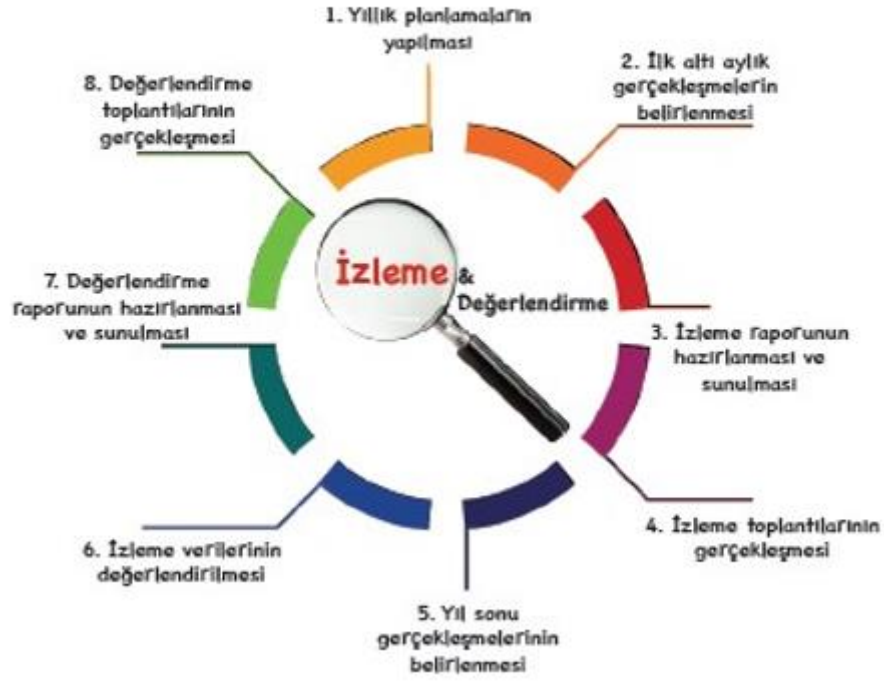 1. Yıllık planlamaların
yapılması
2. İlk altı aylık
gerçekleşmelerin
belirlenmesi
3. İzleme raporunun
hazırlanması ve
sunulması
4. İzleme toplantılarının
gerçekleşmesi
5. Yıl sonu
gerçekleşmelerinin
belirlenmesi
6. İzleme verilerinin
değerlendirilmesi
7. Değerlendirme
raporunun hazırlanması
ve sunulması
8. Değerlendirme
toplantılarının
gerçekleşmesi
İzleme &
Değerlendirme